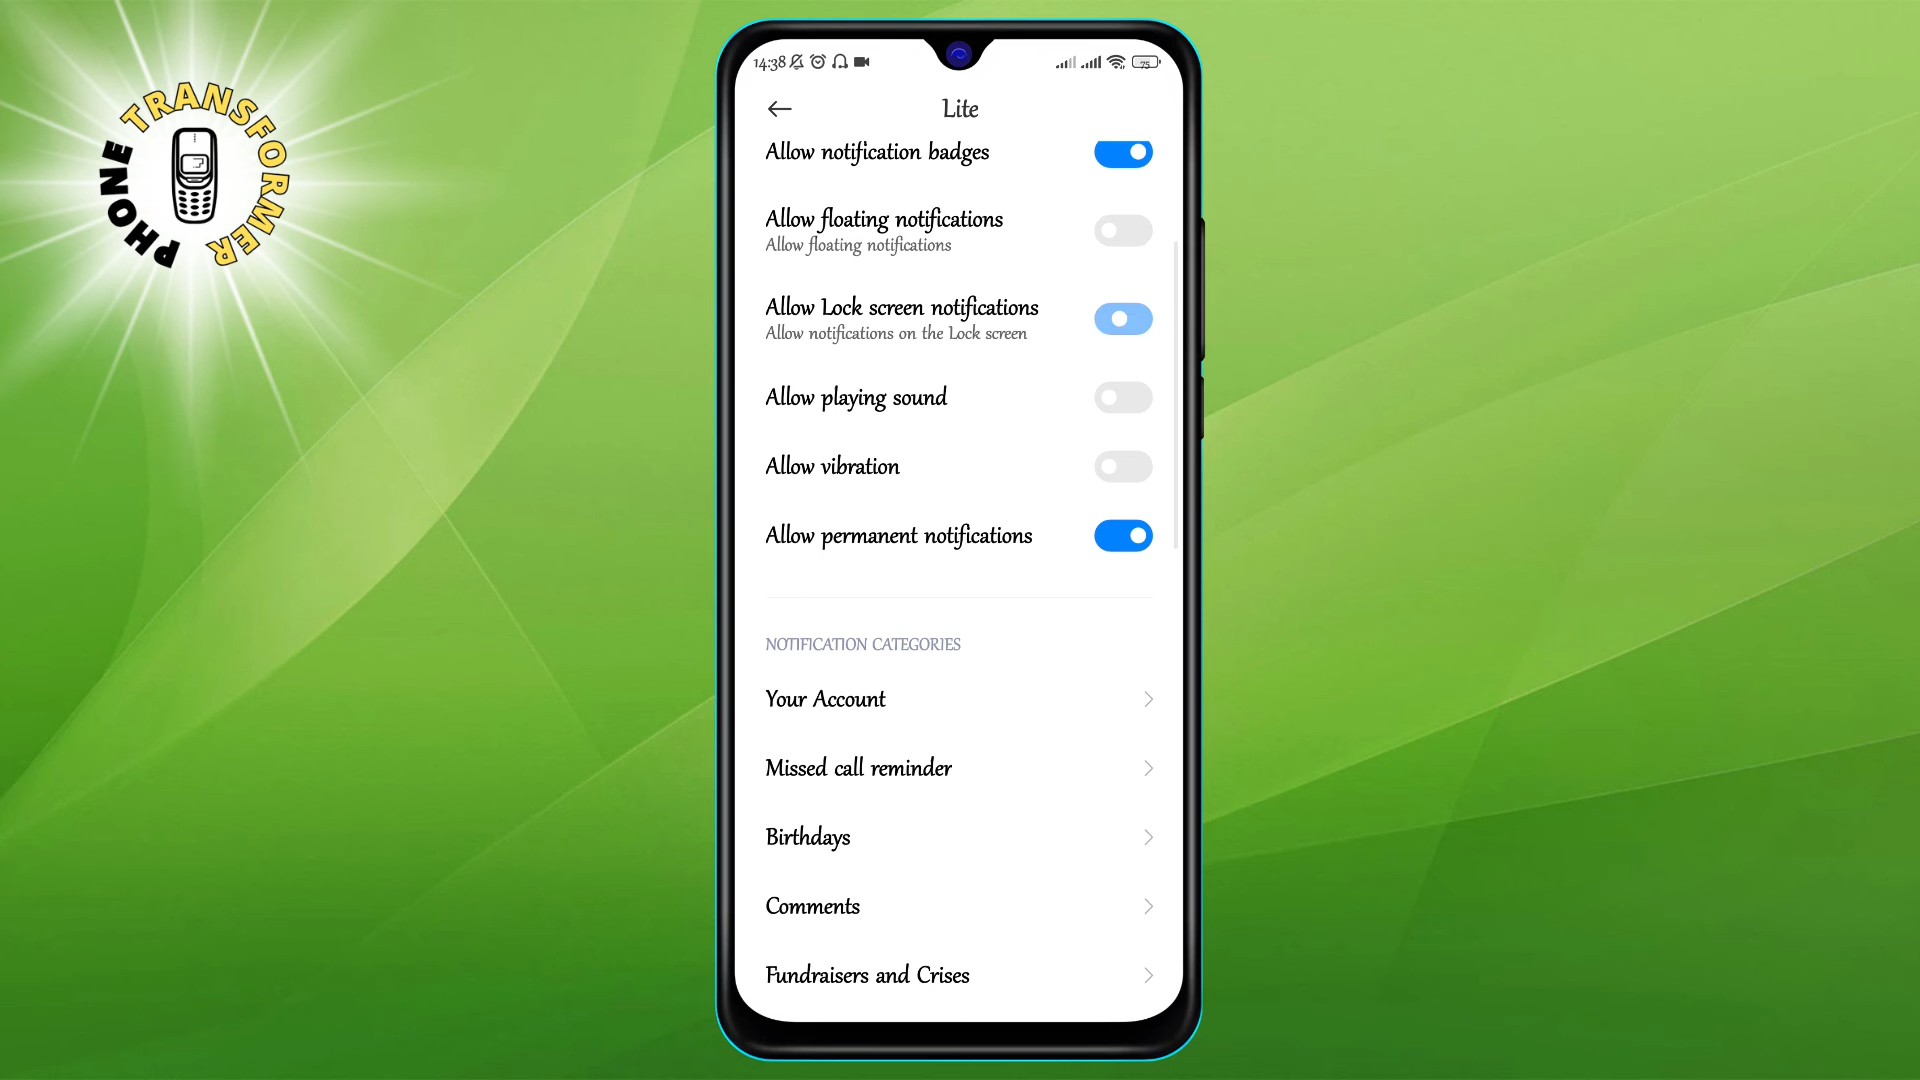 PHONE TRANSFORMER
14:38
75
Lite
Allow notification badges
Allow floating notifications
Allow floating notifications
Allow Lock screen notifications
Allow notifications on the Lock screen
Allow playing sound
Allow vibration
Allow permanent notifications
NOTIFICATION CATEGORIES
Your Account
Missed call reminder
Birthdays
Comments
Fundraisers and Crises